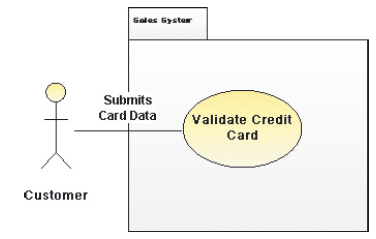 Sales System
Submits
Card Data
Validate Credit
Card
Customer